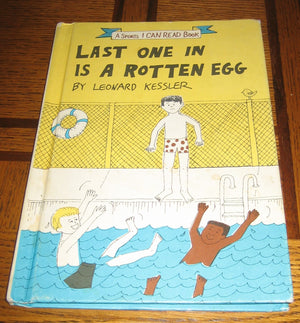 A SPORTS I CAN READ BOOK
LAST ONE IN
IS A ROTTEN EGG
BY LEONARD KESSLER